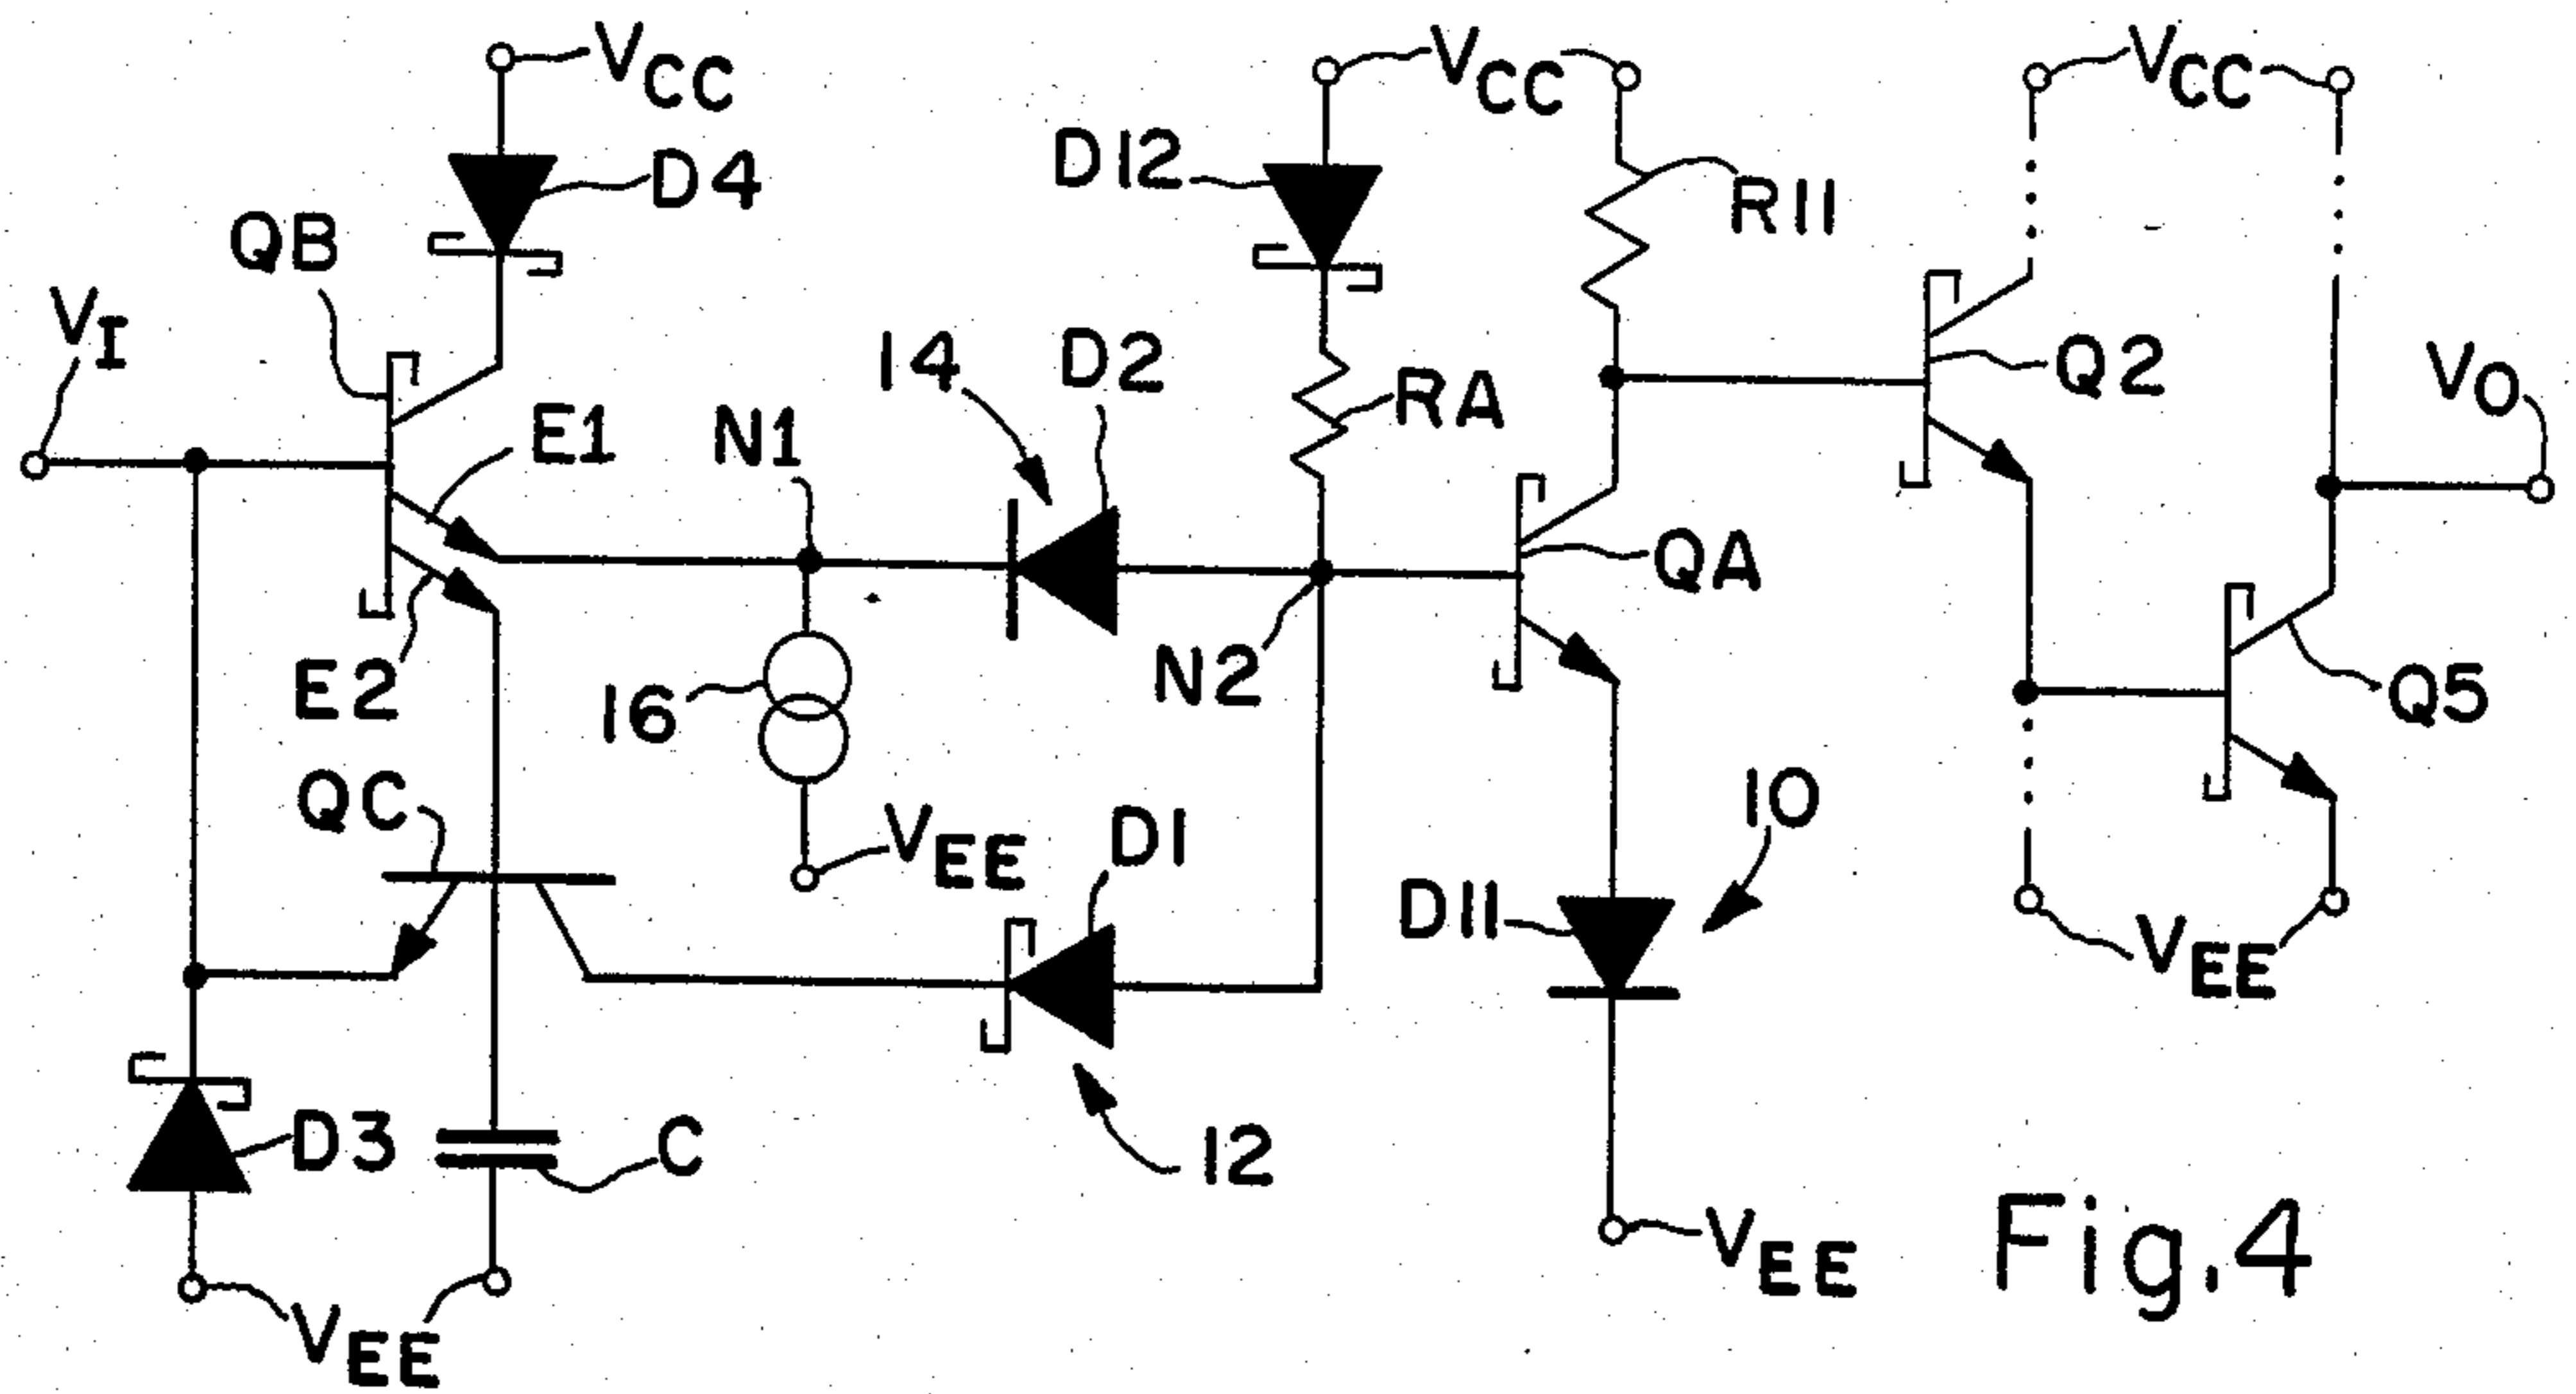 VCC
VCC
VCC
D4
D12
R11
QB
VI
14
D2
RA
Q2
VO
E1
N1
QA
E2
16
N2
Q5
QC
VEE
D1
10
D11
VEE
D3
C
12
VEE
VEE
Fig.4